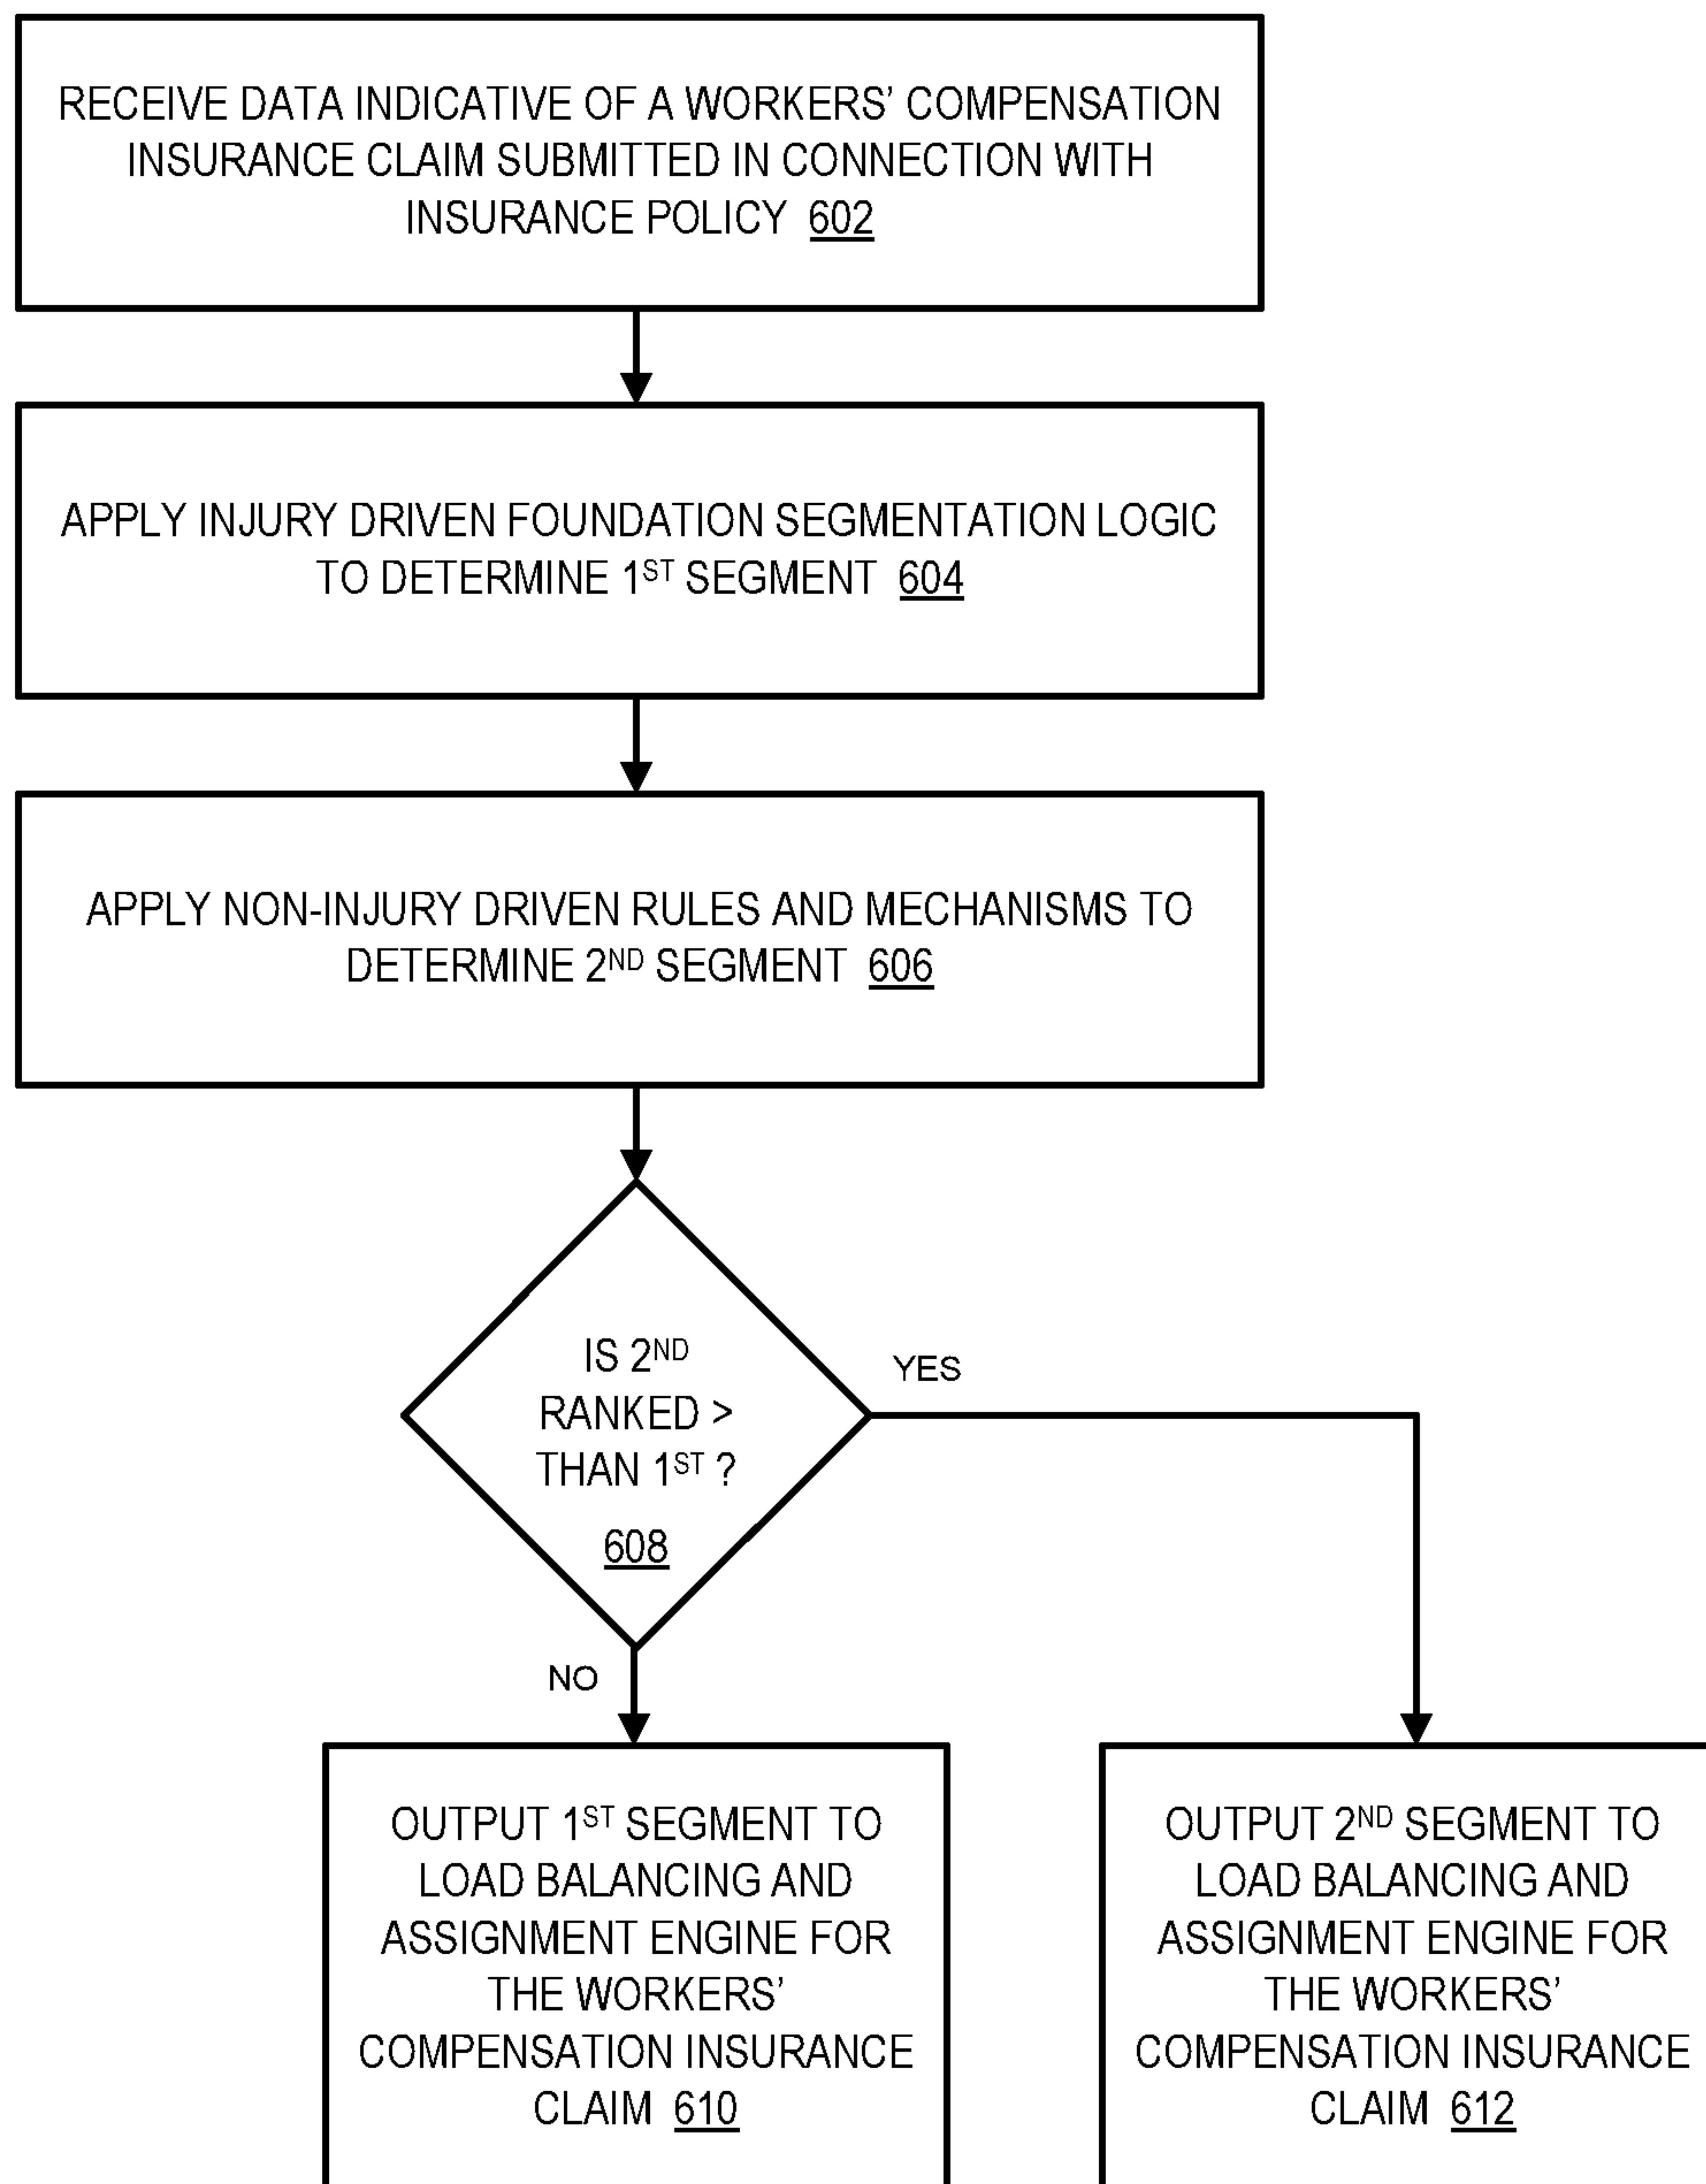 RECEIVE DATA INDICATIVE OF A WORKERS’ COMPENSATION
INSURANCE CLAIM SUBMITTED IN CONNECTION WITH
INSURANCE POLICY 602
APPLY INJURY DRIVEN FOUNDATION SEGMENTATION LOGIC
TO DETERMINE 1ST SEGMENT 604
APPLY NON-INJURY DRIVEN RULES AND MECHANISMS TO
DETERMINE 2ND SEGMENT 606
IS 2ND
RANKED >
THAN 1ST ?
608
YES
NO
OUTPUT 1ST SEGMENT TO
LOAD BALANCING AND
ASSIGNMENT ENGINE FOR
THE WORKERS’
COMPENSATION INSURANCE
CLAIM 610
OUTPUT 2ND SEGMENT TO
LOAD BALANCING AND
ASSIGNMENT ENGINE FOR
THE WORKERS’
COMPENSATION INSURANCE
CLAIM 612